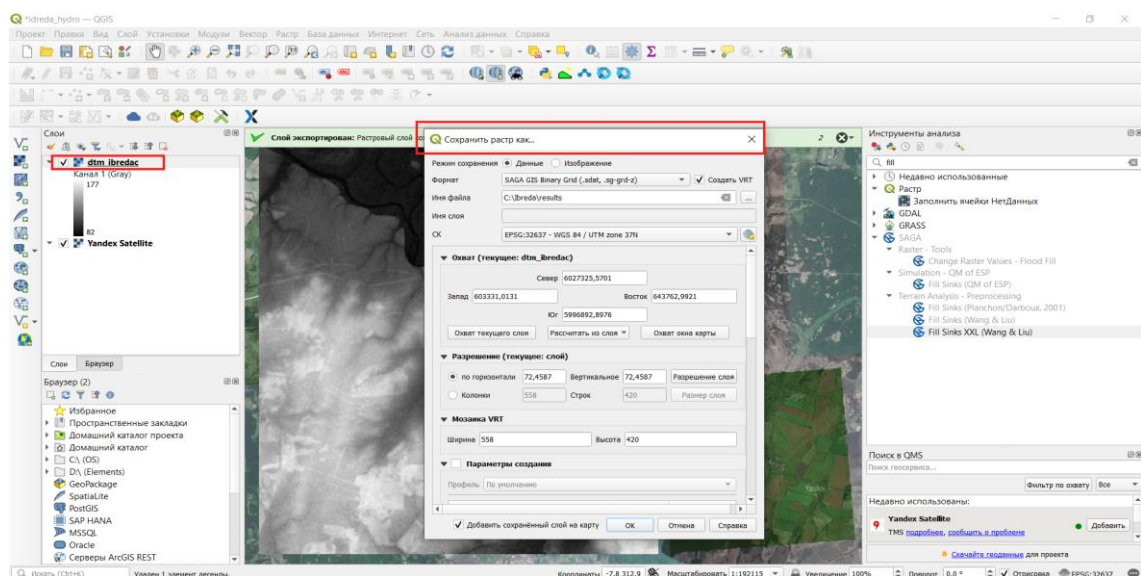 *idreda_hydro — QGIS
Проект Правка Вид Слой Установки Модули Вектор Растр База данных Интернет Сеть Анализ данных Справка
Слои
dtm_ibredac
Канал 1 (Gray)
177
82
Yandex Satellite
Слои Браузер
Браузер (2)
Избранное
Пространственные закладки
Домашний каталог проекта
Домашний каталог
C:\ (OS)
D:\ (Elements)
GeoPackage
SpatiaLite
PostGIS
SAP HANA
MSSQL
Oracle
Серверы ArcGIS REST
Слой экспортирован: Растровый слой
2
Сохранить растр как...
Режим сохранения Данные Изображение
Формат SAGA GIS Binary Grid (.sdat, .sg-grd-z) Создать VRT
Имя файла C:\Ibreda\results
Имя слоя
СК EPSG:32637 - WGS 84 / UTM zone 37N
Охват (текущее: dtm_ibredac)
Север 6027325,5701
Запад 603331,0131 Восток 643762,9921
Юг 5996892,8976
Охват текущего слоя Рассчитать из слоя Охват окна карты
Разрешение (текущее: слой)
по горизонтали 72,4587 Вертикальное 72,4587 Разрешение слоя
Колонки 558 Строк 420 Размер слоя
Мозаика VRT
Ширина 558 Высота 420
Параметры создания
Профиль По умолчанию
Добавить сохранённый слой на карту OK Отмена Справка
Yandex
Инструменты анализа
fill
Недавно использованные
Растр
Заполнить ячейки НетДанных
GDAL
GRASS
SAGA
Raster - Tools
Change Raster Values - Flood Fill
Simulation - QM of ESP
Fill Sinks (QM of ESP)
Terrain Analysis - Preprocessing
Fill Sinks (Planchon/Darboux, 2001)
Fill Sinks (Wang & Liu)
Fill Sinks XXL (Wang & Liu)
Поиск в QMS
Поиск геосервиса...
Фильтр по охвату Все
Недавно использованы:
Yandex Satellite
TMS подробнее, сообщить о проблеме
Добавить
Скачайте геоданные для проекта
Искать (Ctrl+K) Удален 1 элемент легенды. Координаты -7,8 312,9 Масштабировать 1:192115 Увеличение 100% Поворот 0,0 ° Отрисовка EPSG:32637